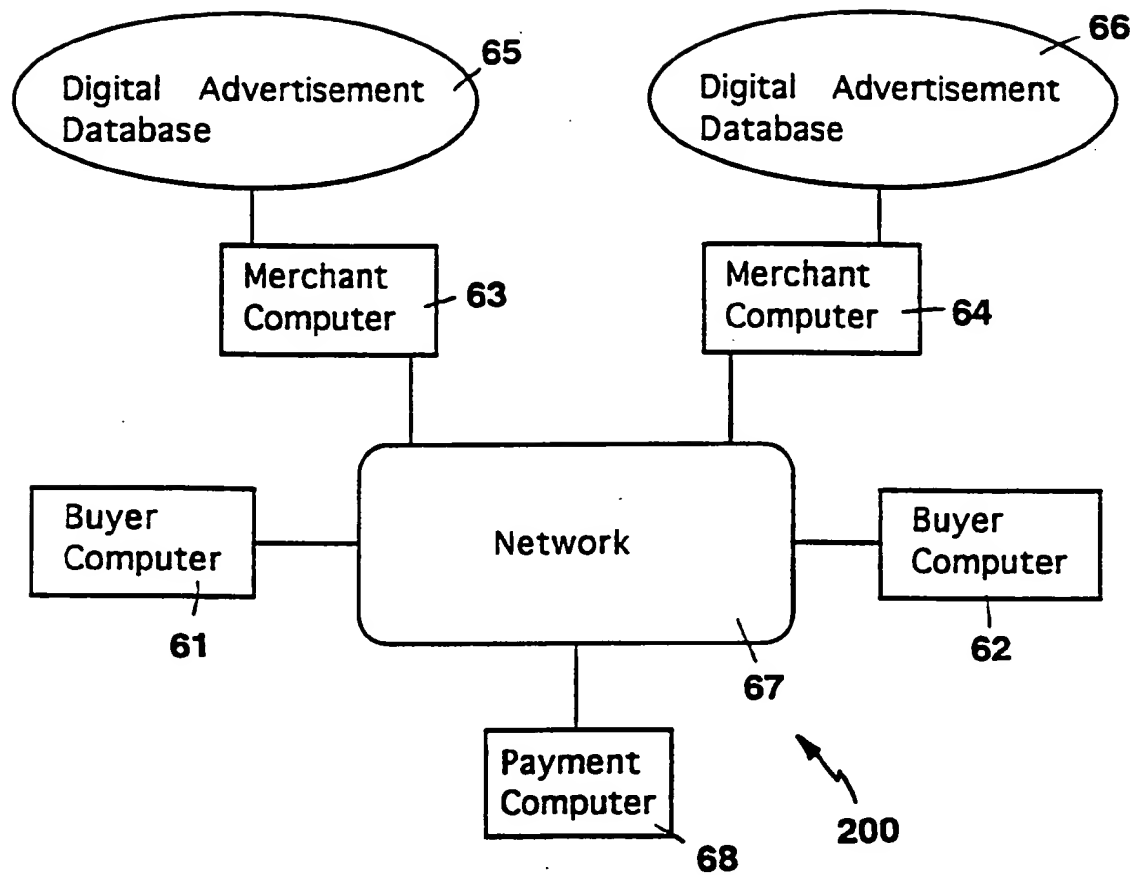 65
66
Digital Advertisement
Database
Digital Advertisement
Database
Merchant
Computer
63
Merchant
Computer
64
Buyer
Computer
61
Network
67
Buyer
Computer
62
Payment
Computer
68
200